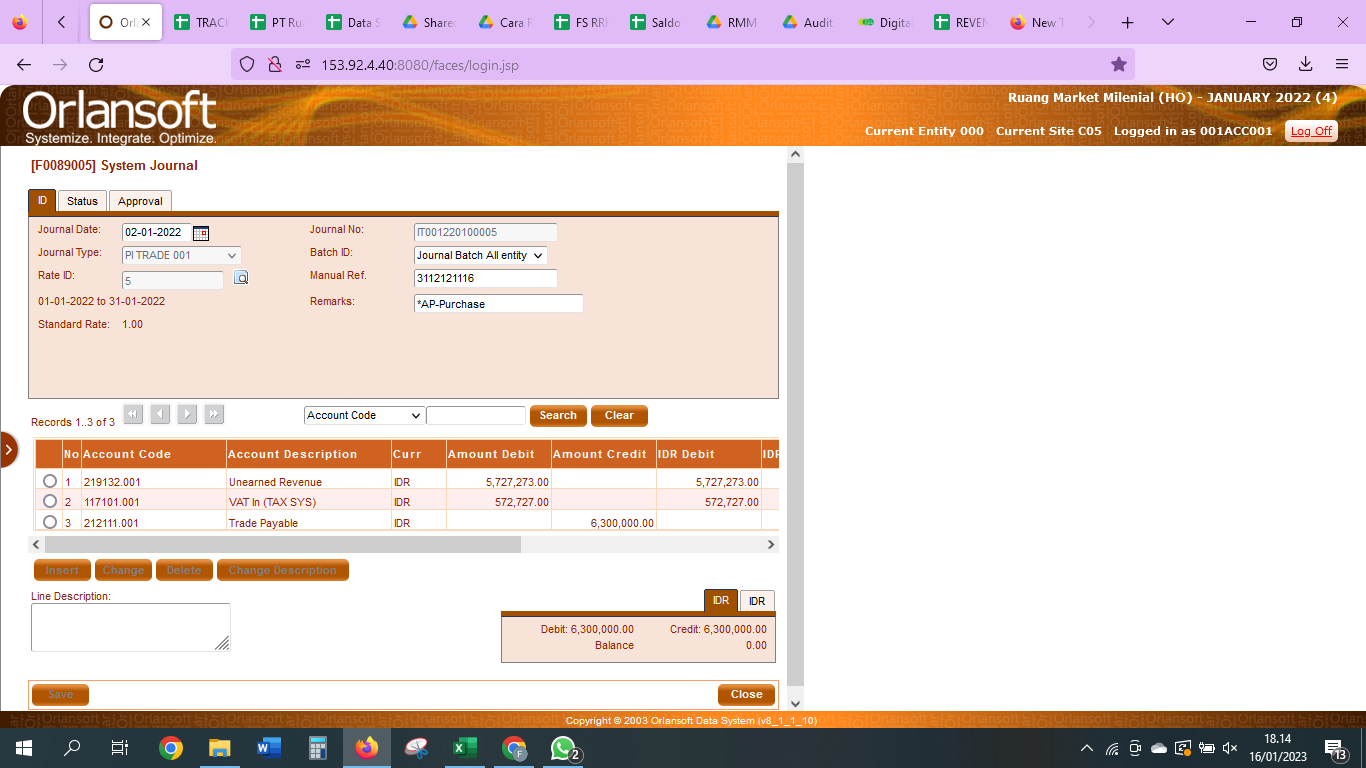 Orl
TRACK
PT Ru
Data S
Share
Cara P
FS RRI
Saldo
RMM
Audit
Digita
REVEN
New T
153.92.4.40:8080/faces/login.jsp
Orlansoft
Systemize. Integrate. Optimize.
Ruang Market Milenial (HO) - JANUARY 2022 (4)
Current Entity 000 Current Site C05 Logged in as 001ACC001 Log Off
[F0089005] System Journal
ID Status Approval
Journal Date: 02-01-2022 Journal No: IT001220100005
Journal Type: PI TRADE 001 Batch ID: Journal Batch All entity
Rate ID: 5 Manual Ref. 3112121116
01-01-2022 to 31-01-2022 Remarks: *AP-Purchase
Standard Rate: 1.00
Records 1..3 of 3 Account Code Search Clear
No Account Code Account Description Curr Amount Debit Amount Credit IDR Debit IDR
1 219132.001 Unearned Revenue IDR 5,727,273.00 5,727,273.00
2 117101.001 VAT In (TAX SYS) IDR 572,727.00 572,727.00
3 212111.001 Trade Payable IDR 6,300,000.00
Insert Change Delete Change Description
Line Description:
IDR IDR
Debit: 6,300,000.00 Credit: 6,300,000.00
Balance 0.00
Save Close
Copyright © 2003 Orlansoft Data System (v8_1_1_10)
2
18.14
16/01/2023
13